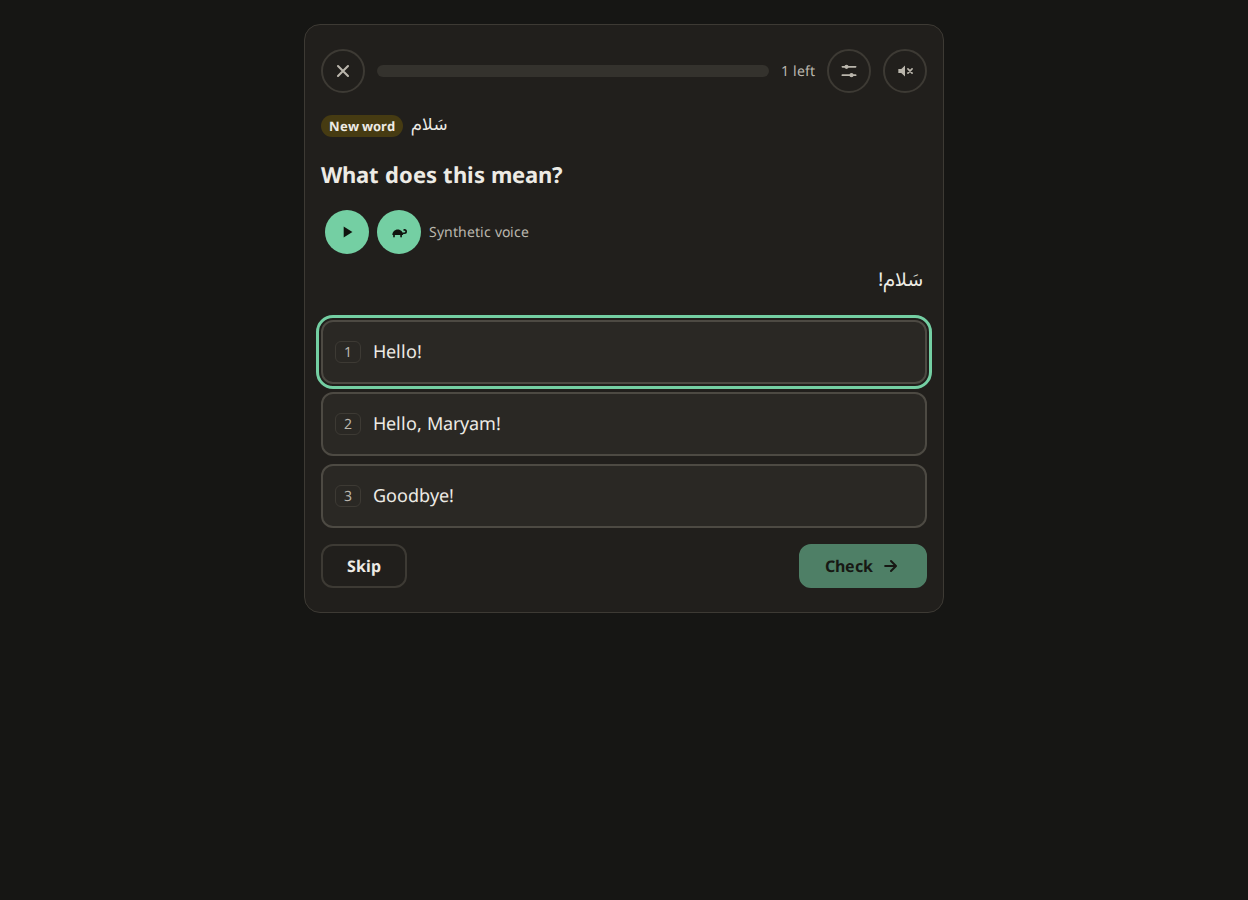 1 left
New word سَلام
What does this mean?
Synthetic voice
سَلام!
1 Hello!
2 Hello, Maryam!
3 Goodbye!
Skip
Check